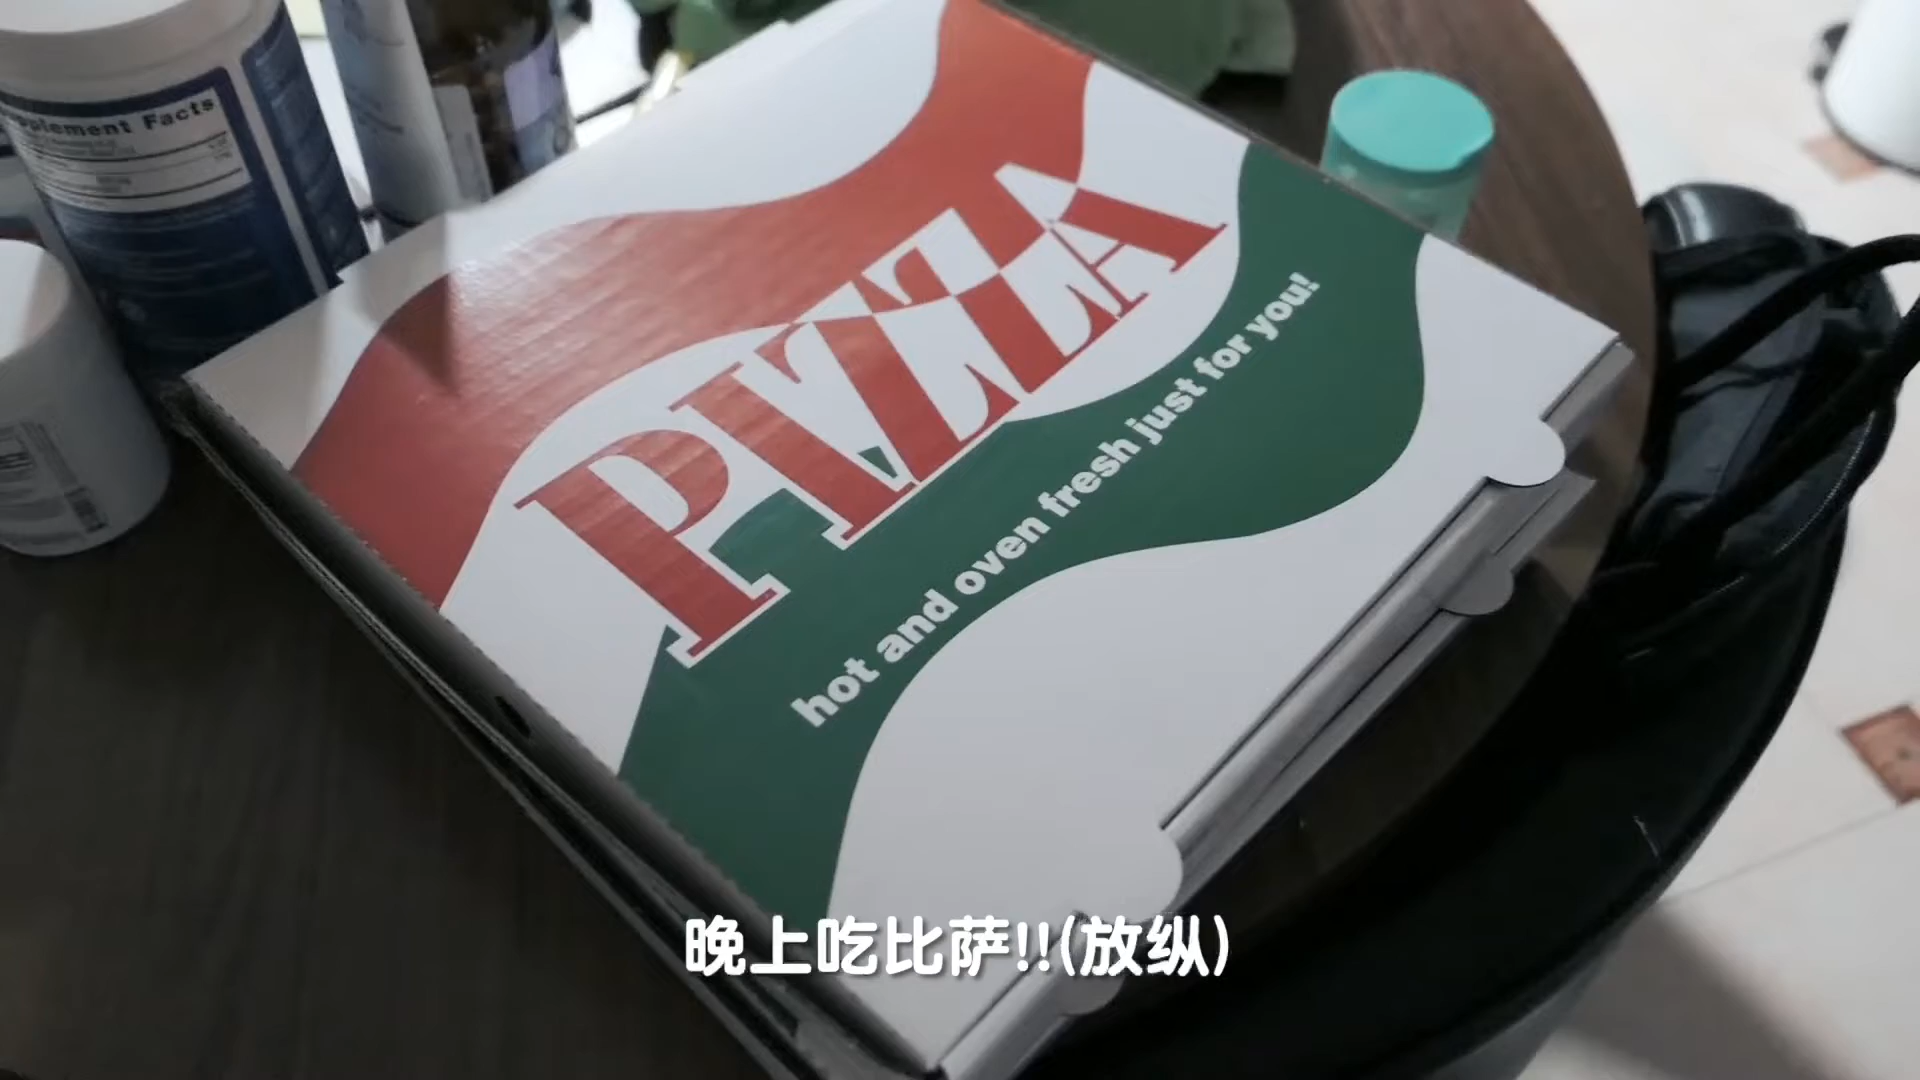 Supplement Facts
PIZZA
hot and oven fresh just for you!
晚上吃比萨!!(放纵)